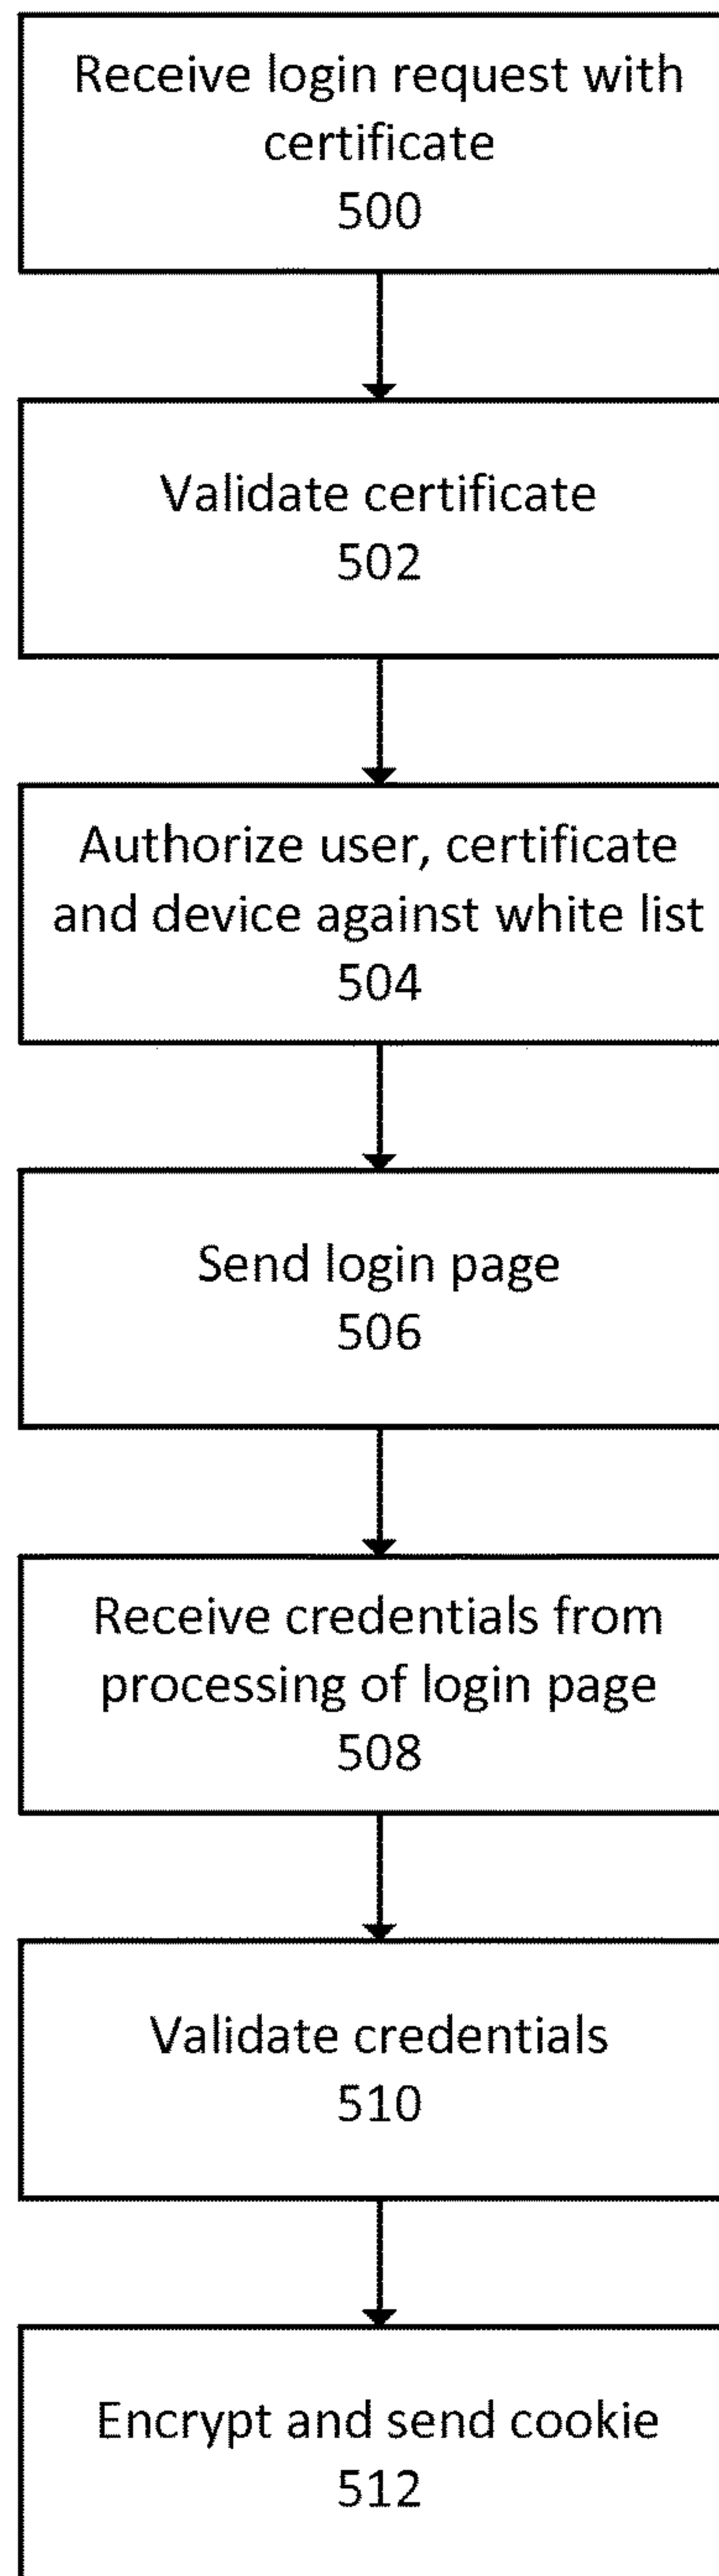 Receive login request with
certificate
500
Validate certificate
502
Authorize user, certificate
and device against white list
504
Send login page
506
Receive credentials from
processing of login page
508
Validate credentials
510
Encrypt and send cookie
512